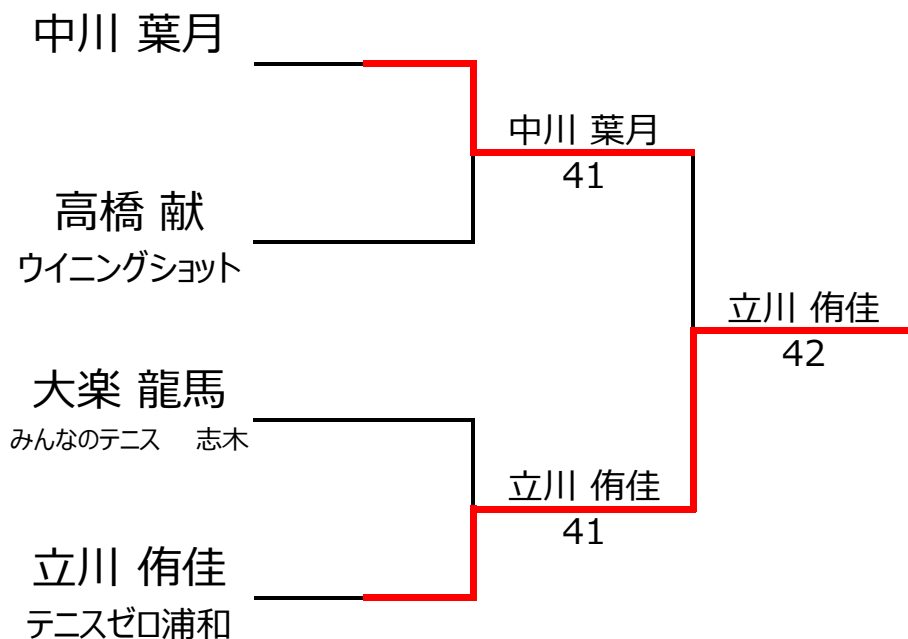 中川 葉月
中川 葉月
41
高橋 献
ウイニングショット
立川 侑佳
42
大楽 龍馬
みんなのテニス　志木
立川 侑佳
41
立川 侑佳
テニスゼロ浦和